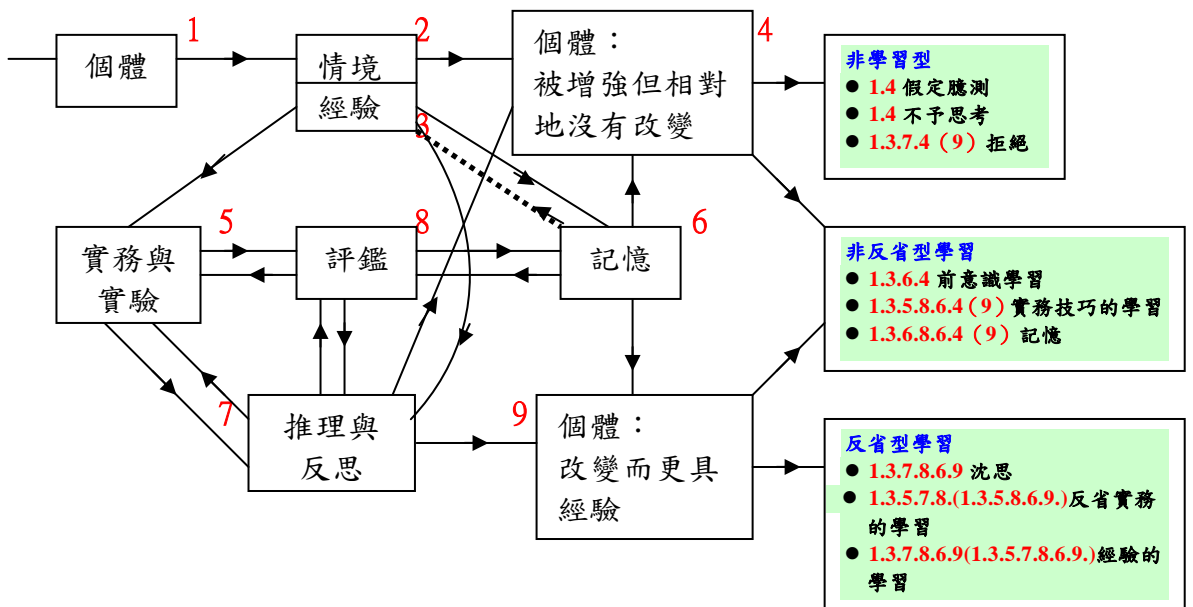 1
個體
2
情境
經驗
3
4
個體：
被增強但相對
地沒有改變
非學習型
● 1.4 假定臆測
● 1.4 不予思考
● 1.3.7.4（9）拒絕
5
實務與
實驗
8
評鑑
6
記憶
非反省型學習
● 1.3.6.4 前意識學習
● 1.3.5.8.6.4（9）實務技巧的學習
● 1.3.6.8.6.4（9）記憶
7
推理與
反思
9
個體：
改變而更具
經驗
反省型學習
● 1.3.7.8.6.9 沈思
● 1.3.5.7.8.(1.3.5.8.6.9.)反省實務
的學習
● 1.3.7.8.6.9(1.3.5.7.8.6.9.)經驗的
學習